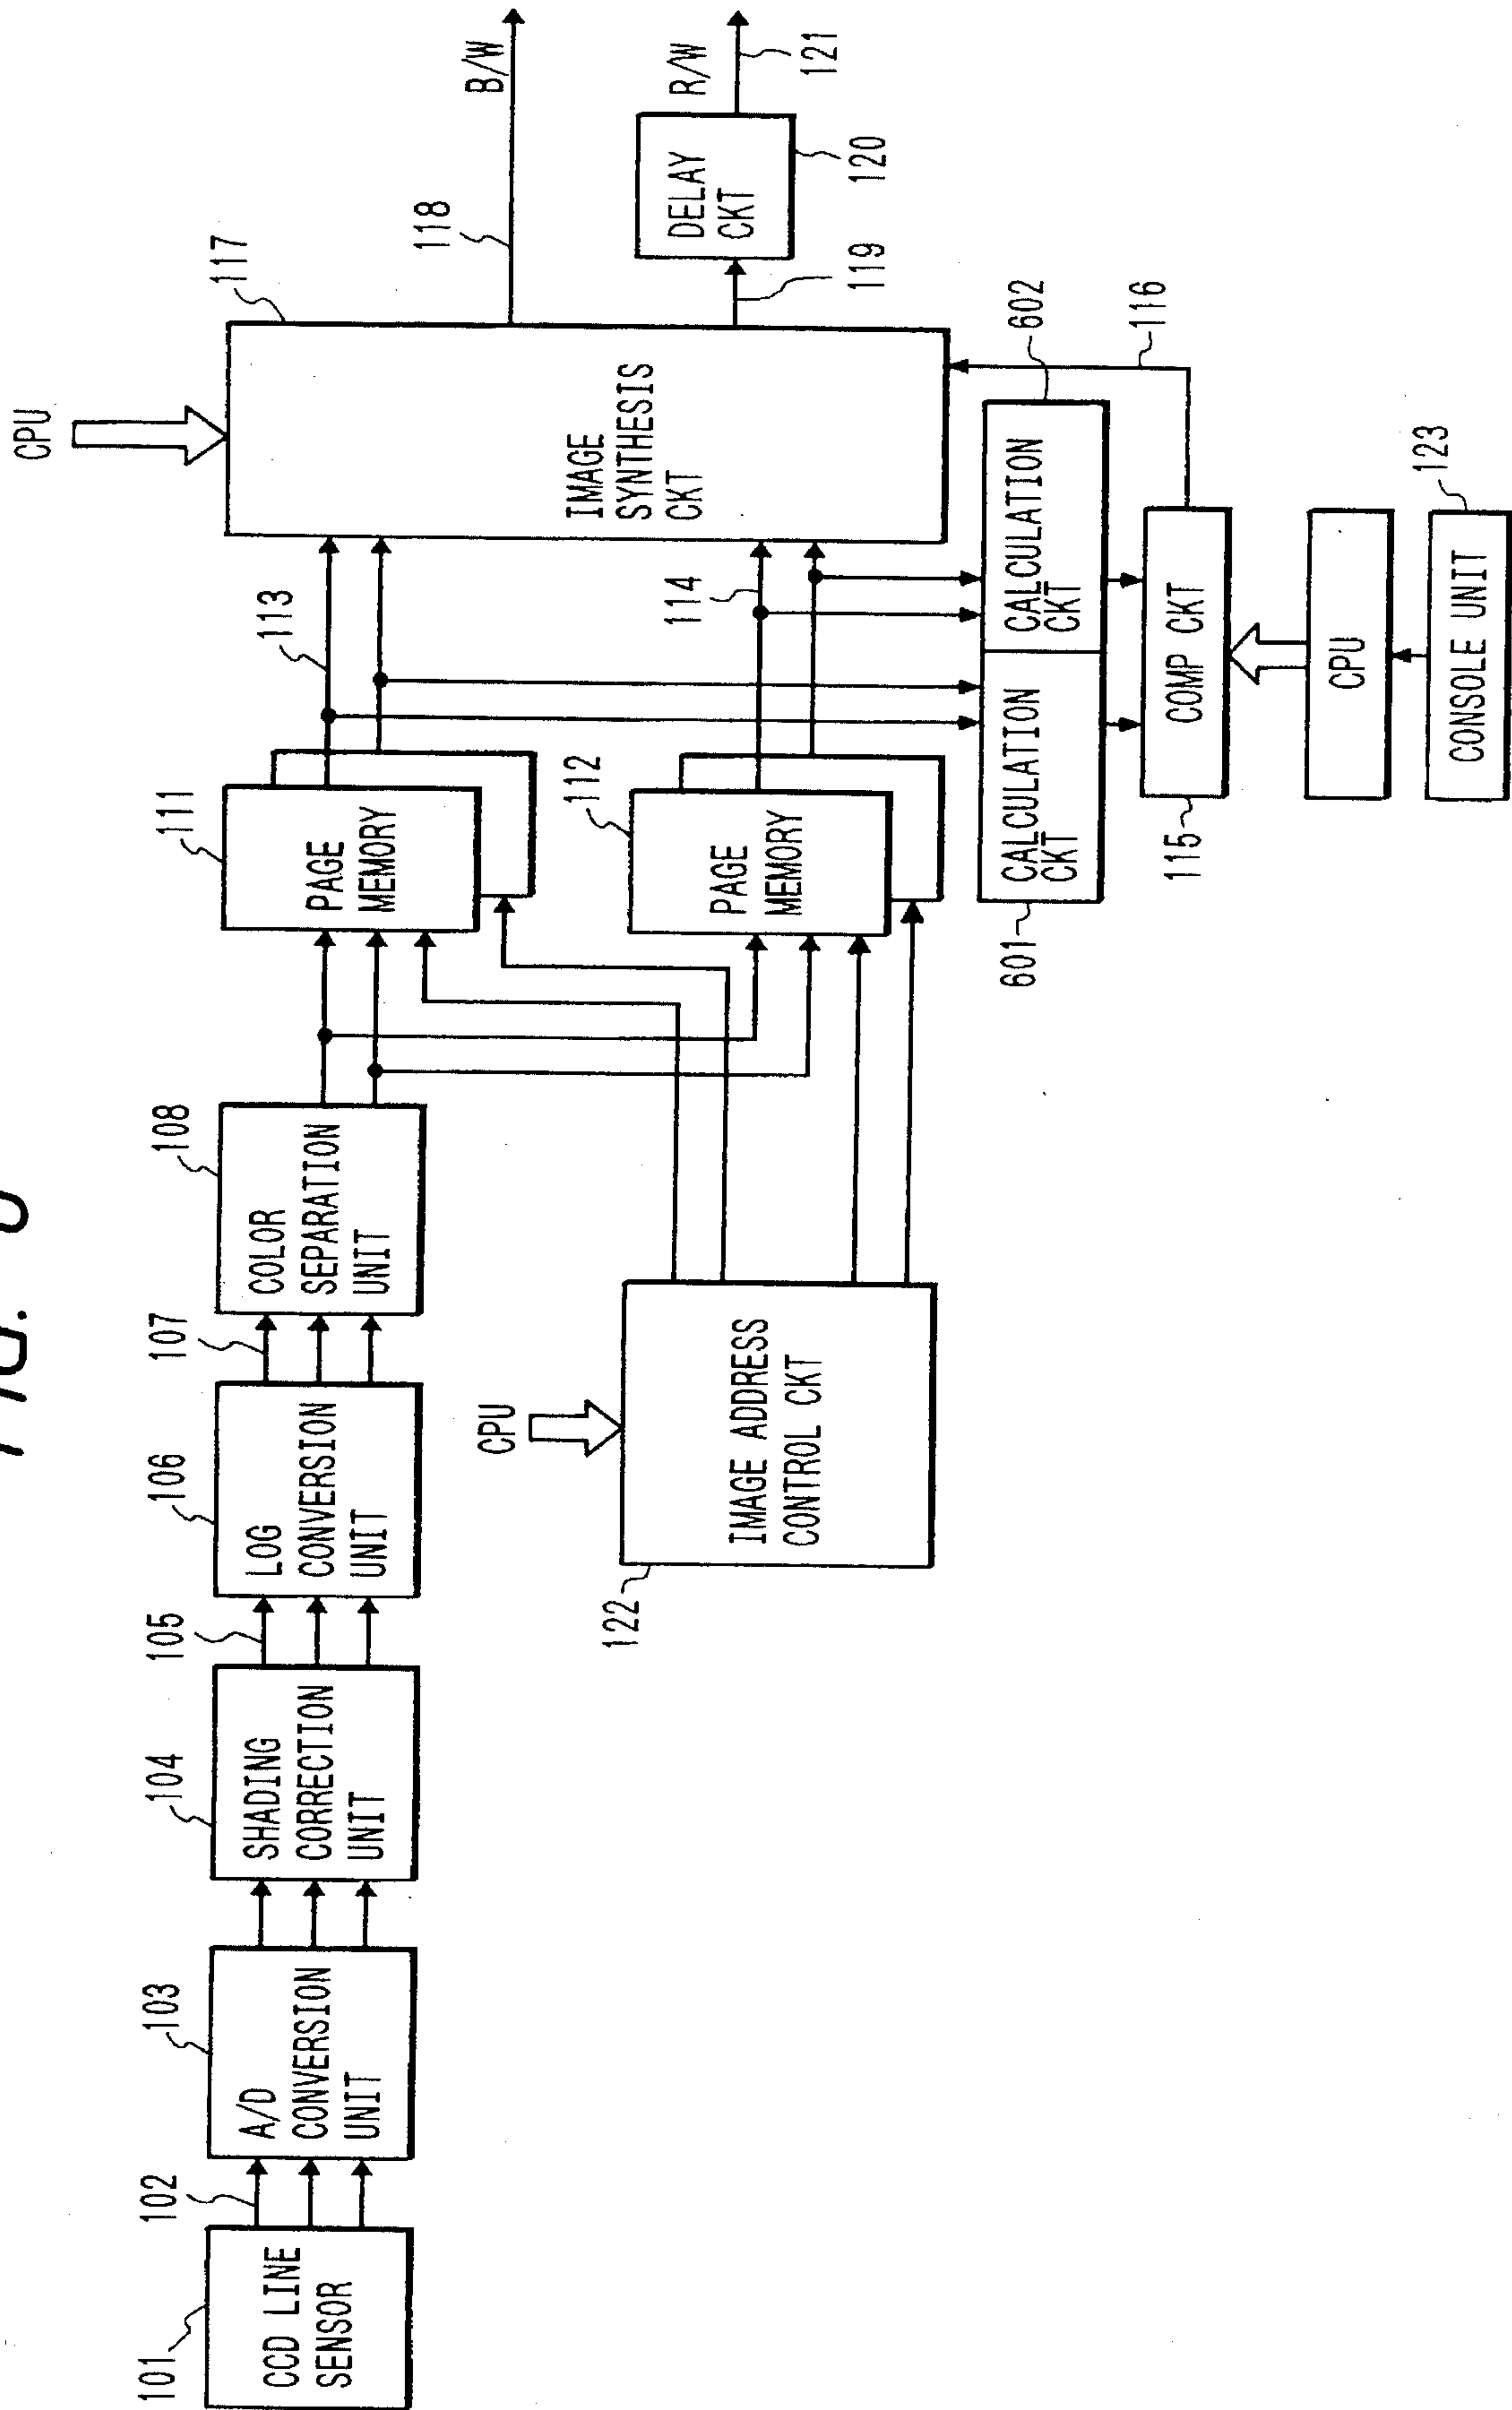 101
CCD LINE
SENSOR
102
103
A/D
CONVERSION
UNIT
104
SHADING
CORRECTION
UNIT
105
106
LOG
CONVERSION
UNIT
107
108
COLOR
SEPARATION
UNIT
111
PAGE
MEMORY
113
CPU
117
IMAGE
SYNTHESIS
CKT
118
B/W
119
DELAY
CKT
120
R/W
121
CPU
122
IMAGE ADDRESS
CONTROL CKT
112
PAGE
MEMORY
114
601
CALCULATION
CKT
CALCULATION
CKT
602
115
COMP CKT
116
CPU
CONSOLE UNIT
123